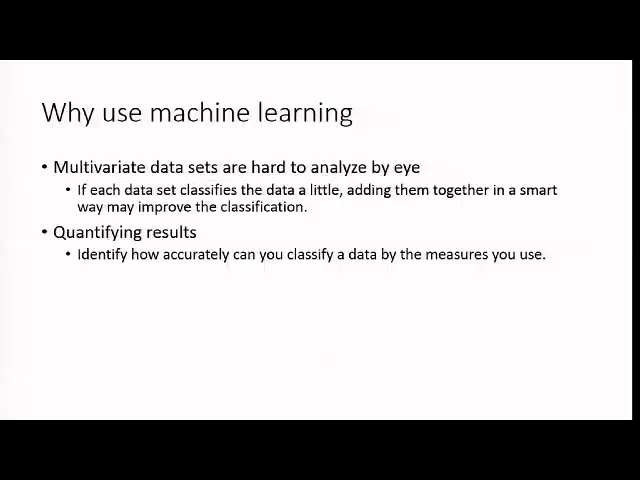 Why use machine learning
• Multivariate data sets are hard to analyze by eye
• If each data set classifies the data a little, adding them together in a smart
way may improve the classification.
• Quantifying results
• Identify how accurately can you classify a data by the measures you use.